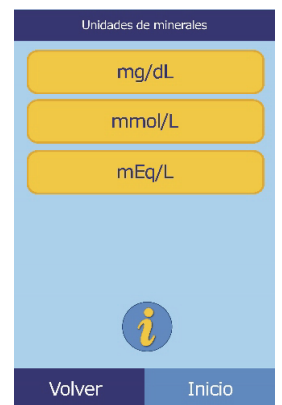 Unidades de minerales
mg/dL
mmol/L
mEq/L
i
Volver Inicio